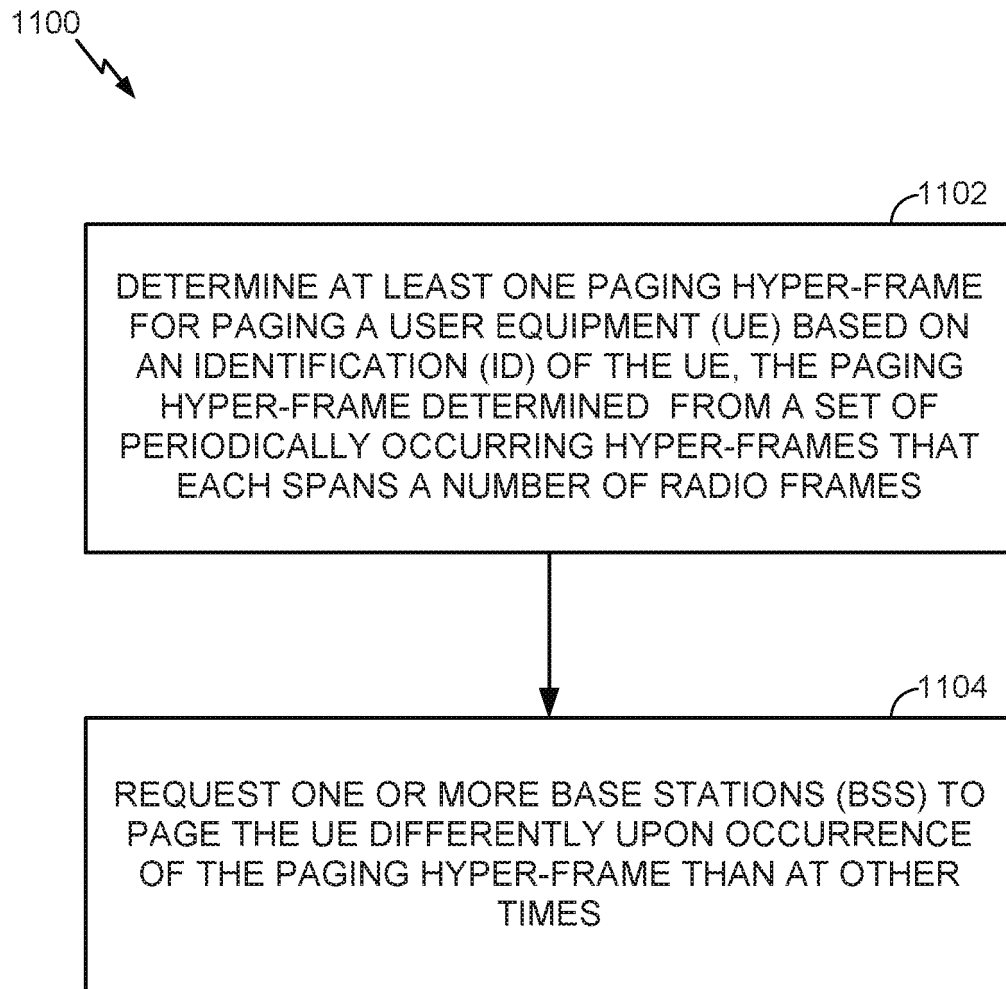 1100
1102
DETERMINE AT LEAST ONE PAGING HYPER-FRAME
FOR PAGING A USER EQUIPMENT (UE) BASED ON
AN IDENTIFICATION (ID) OF THE UE, THE PAGING
HYPER-FRAME DETERMINED FROM A SET OF
PERIODICALLY OCCURRING HYPER-FRAMES THAT
EACH SPANS A NUMBER OF RADIO FRAMES
1104
REQUEST ONE OR MORE BASE STATIONS (BSS) TO
PAGE THE UE DIFFERENTLY UPON OCCURRENCE
OF THE PAGING HYPER-FRAME THAN AT OTHER
TIMES